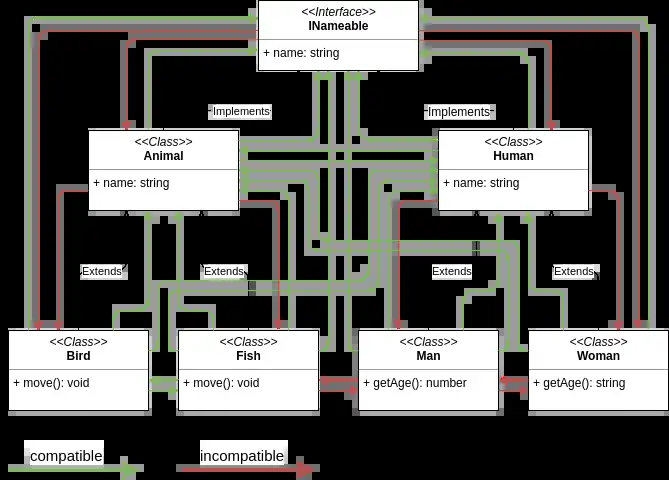 <<Interface>>
INameable
+ name: string
Implements
Implements
<<Class>>
Animal
+ name: string
<<Class>>
Human
+ name: string
Extends
Extends
Extends
Extends
<<Class>>
Bird
+ move(): void
<<Class>>
Fish
+ move(): void
<<Class>>
Man
+ getAge(): number
<<Class>>
Woman
+ getAge(): string
compatible
incompatible